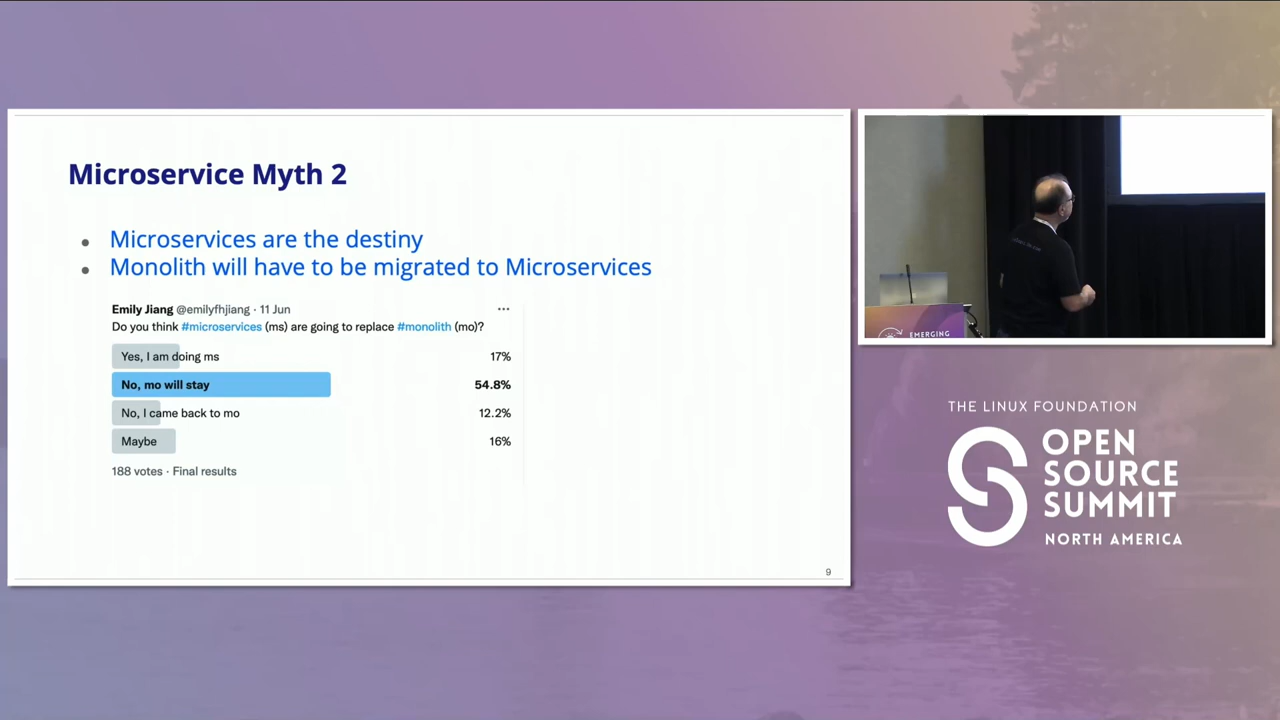 Microservice Myth 2
• Microservices are the destiny
• Monolith will have to be migrated to Microservices
Emily Jiang @emilyfhjiang · 11 Jun ···
Do you think #microservices (ms) are going to replace #monolith (mo)?
Yes, I am doing ms 17%
No, mo will stay 54.8%
No, I came back to mo 12.2%
Maybe 16%
188 votes · Final results
9
EMERGING
THE LINUX FOUNDATION
OPEN
SOURCE
SUMMIT
NORTH AMERICA